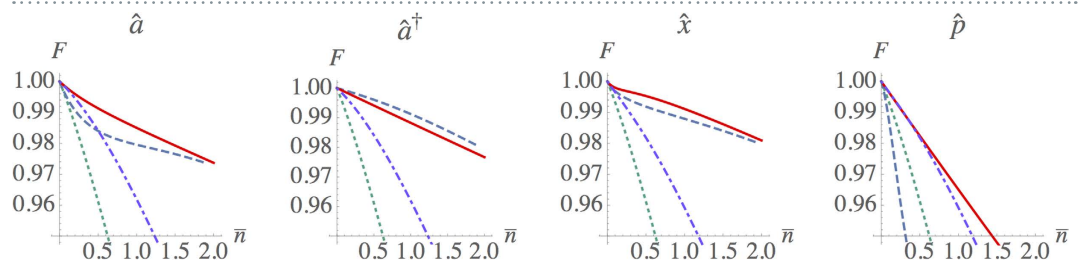 â â† x̂ p̂
F F F F
1.00 1.00 1.00 1.00
0.99 0.99 0.99 0.99
0.98 0.98 0.98 0.98
0.97 0.97 0.97 0.97
0.96 0.96 0.96 0.96
0.5 1.0 1.5 2.0 n̅ 0.5 1.0 1.5 2.0 n̅ 0.5 1.0 1.5 2.0 n̅ 0.5 1.0 1.5 2.0 n̅